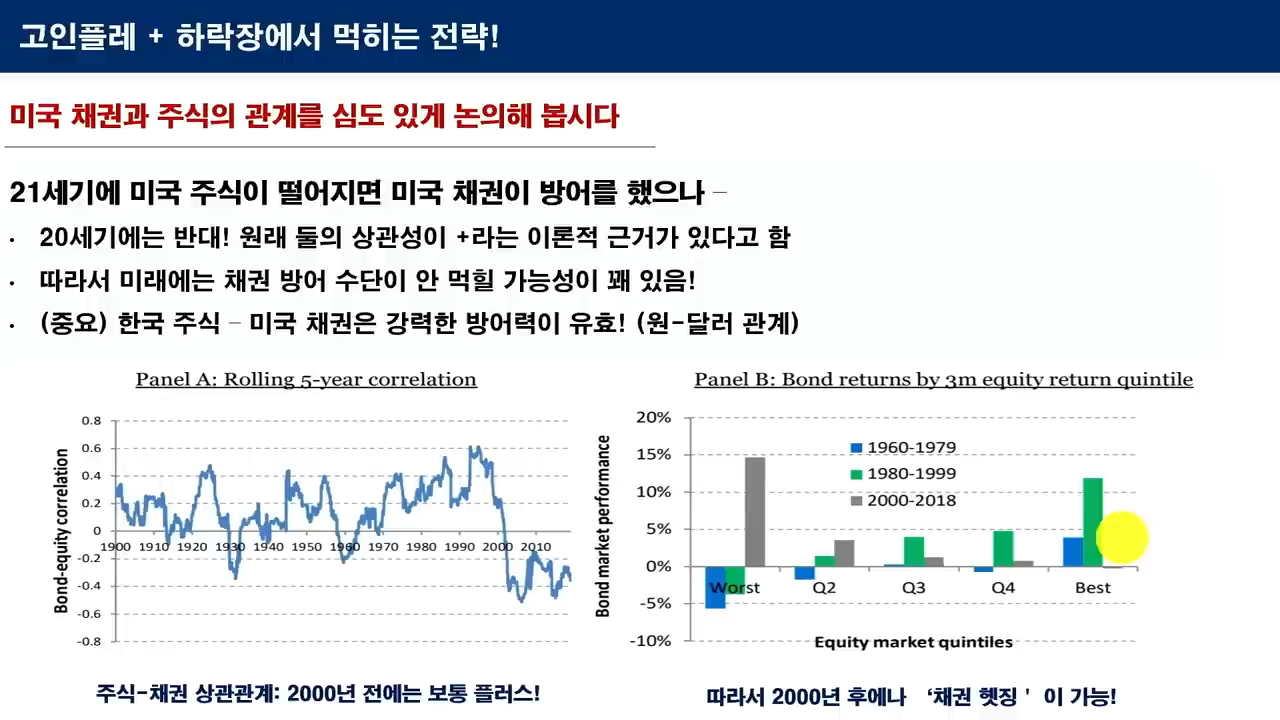 고인플레 + 하락장에서 먹히는 전략!
미국 채권과 주식의 관계를 심도 있게 논의해 봅시다
21세기에 미국 주식이 떨어지면 미국 채권이 방어를 했으나 –
· 20세기에는 반대! 원래 둘의 상관성이 +라는 이론적 근거가 있다고 함
· 따라서 미래에는 채권 방어 수단이 안 먹힐 가능성이 꽤 있음!
· (중요) 한국 주식 – 미국 채권은 강력한 방어력이 유효! (원-달러 관계)
Panel A: Rolling 5-year correlation
Bond-equity correlation
0.8
0.6
0.4
0.2
0
-0.2
-0.4
-0.6
-0.8
1900 1910 1920 1930 1940 1950 1960 1970 1980 1990 2000 2010
주식-채권 상관관계: 2000년 전에는 보통 플러스!
Panel B: Bond returns by 3m equity return quintile
Bond market performance
20%
15%
10%
5%
0%
-5%
-10%
1960-1979
1980-1999
2000-2018
Worst Q2 Q3 Q4 Best
Equity market quintiles
따라서 2000년 후에나 ‘채권 헷징 ' 이 가능!